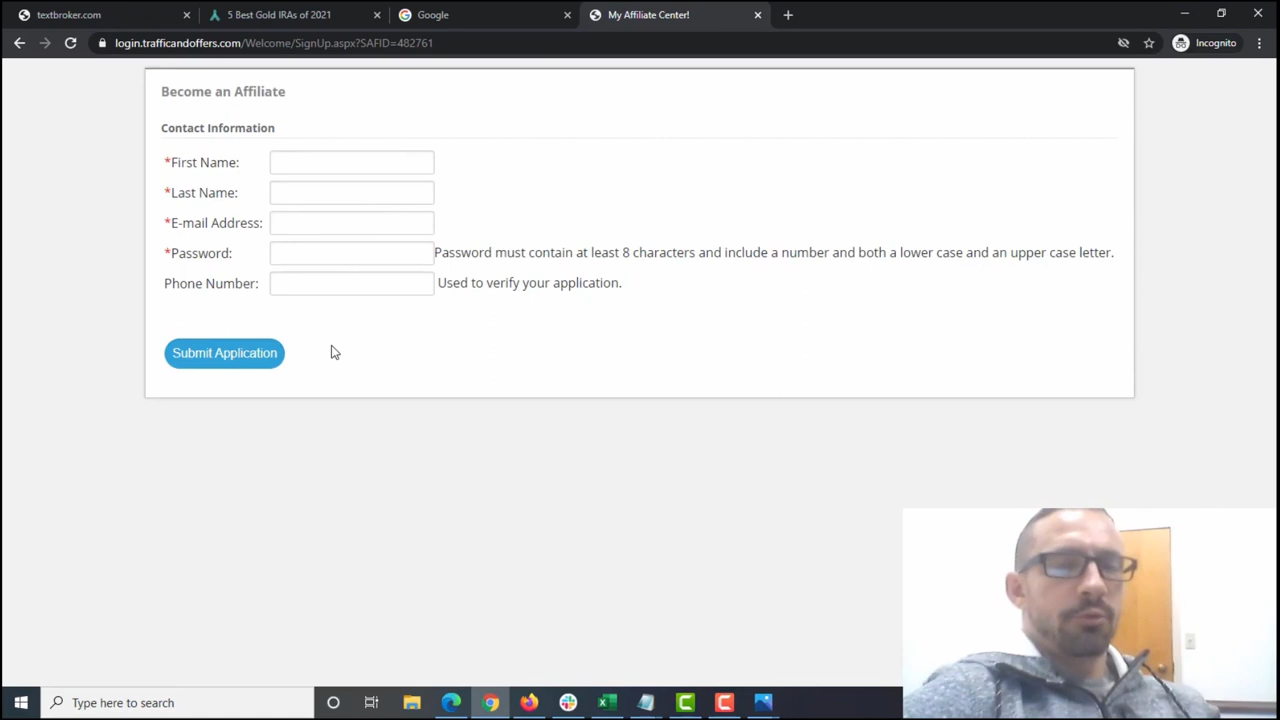 textbroker.com
5 Best Gold IRAs of 2021
Google
My Affiliate Center!
login.trafficandoffers.com/Welcome/SignUp.aspx?SAFID=482761
Incognito
Become an Affiliate
Contact Information
*First Name:
*Last Name:
*E-mail Address:
*Password: Password must contain at least 8 characters and include a number and both a lower case and an upper case letter.
Phone Number: Used to verify your application.
Submit Application
Type here to search